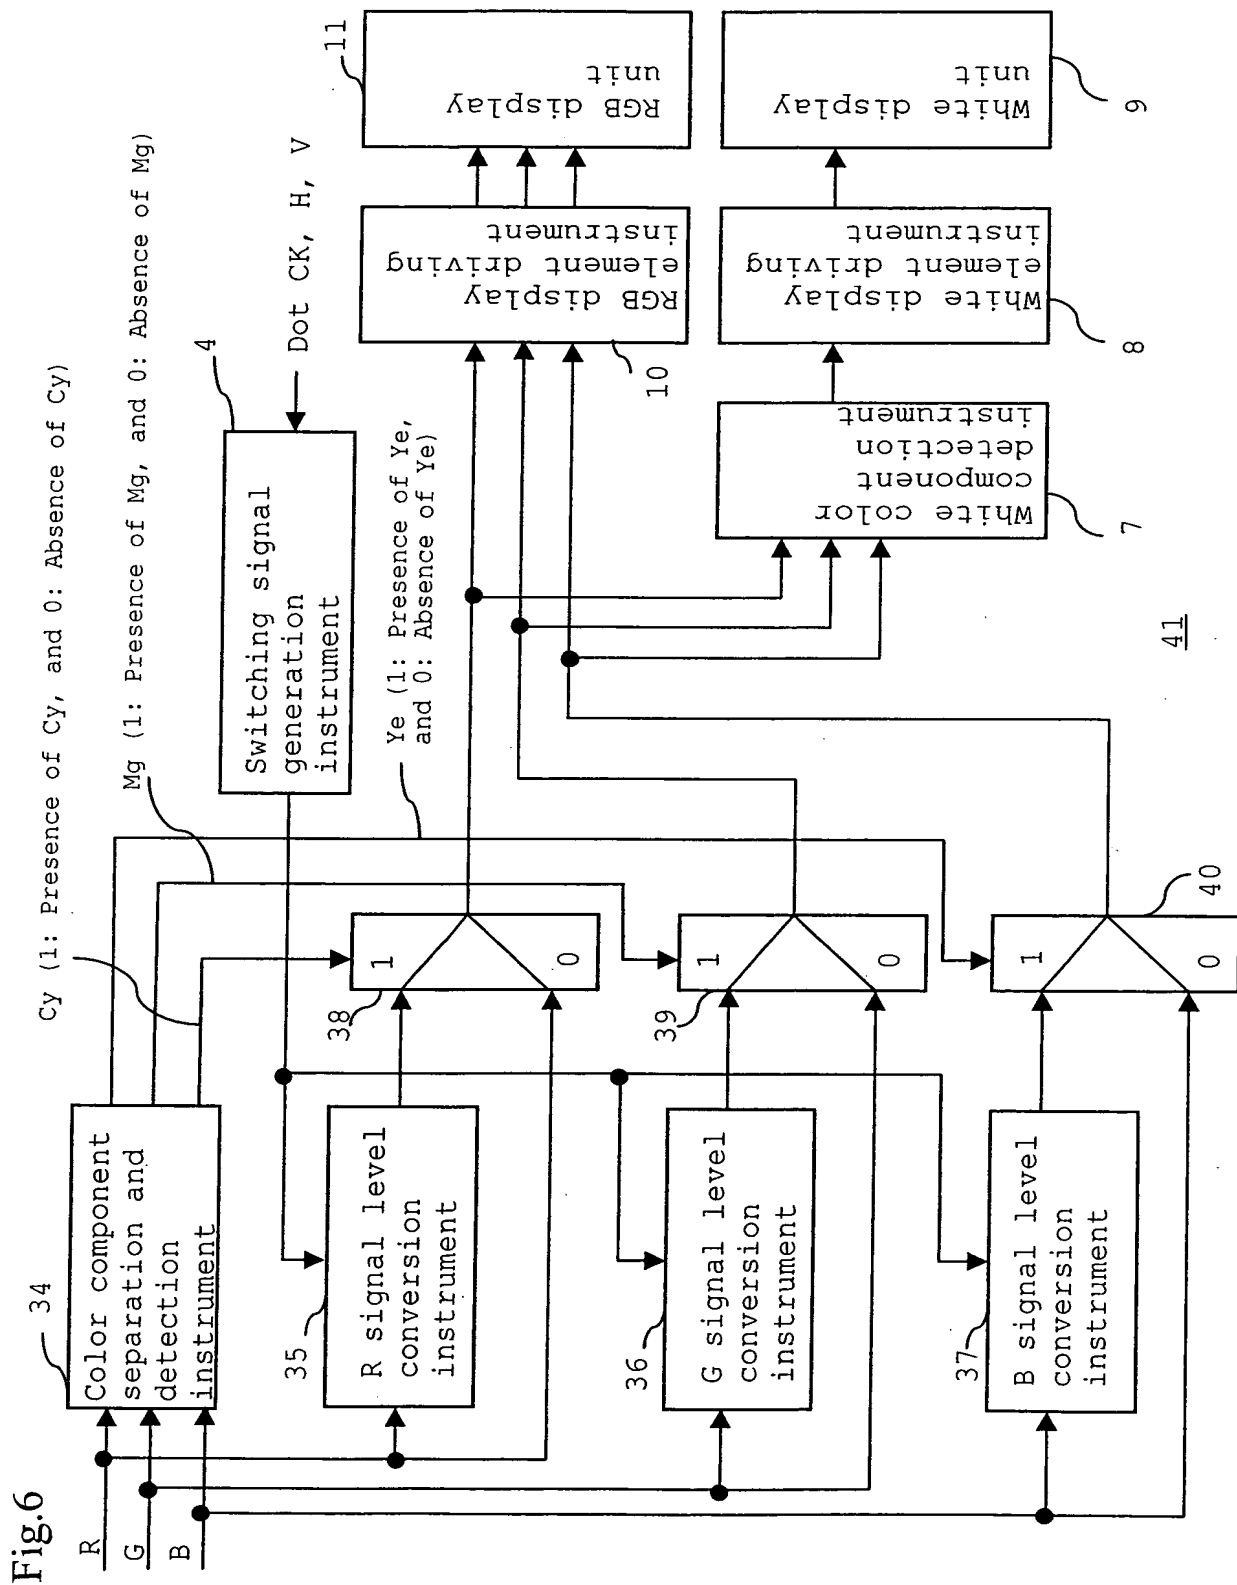 Fig.6
Cy (1: Presence of Cy, and 0: Absence of Cy)
Mg (1: Presence of Mg, and 0: Absence of Mg)
Ye (1: Presence of Ye,
and 0: Absence of Ye)
R
G
B
34
Color component
separation and
detection
instrument
4
Switching signal
generation
instrument
Dot CK, H, V
35
R signal level
conversion
instrument
38
1
0
36
G signal level
conversion
instrument
39
1
0
37
B signal level
conversion
instrument
40
1
0
10
RGB display
element driving
instrument
11
RGB display
unit
7
White color
component
detection
instrument
8
White display
element driving
instrument
9
White display
unit
41